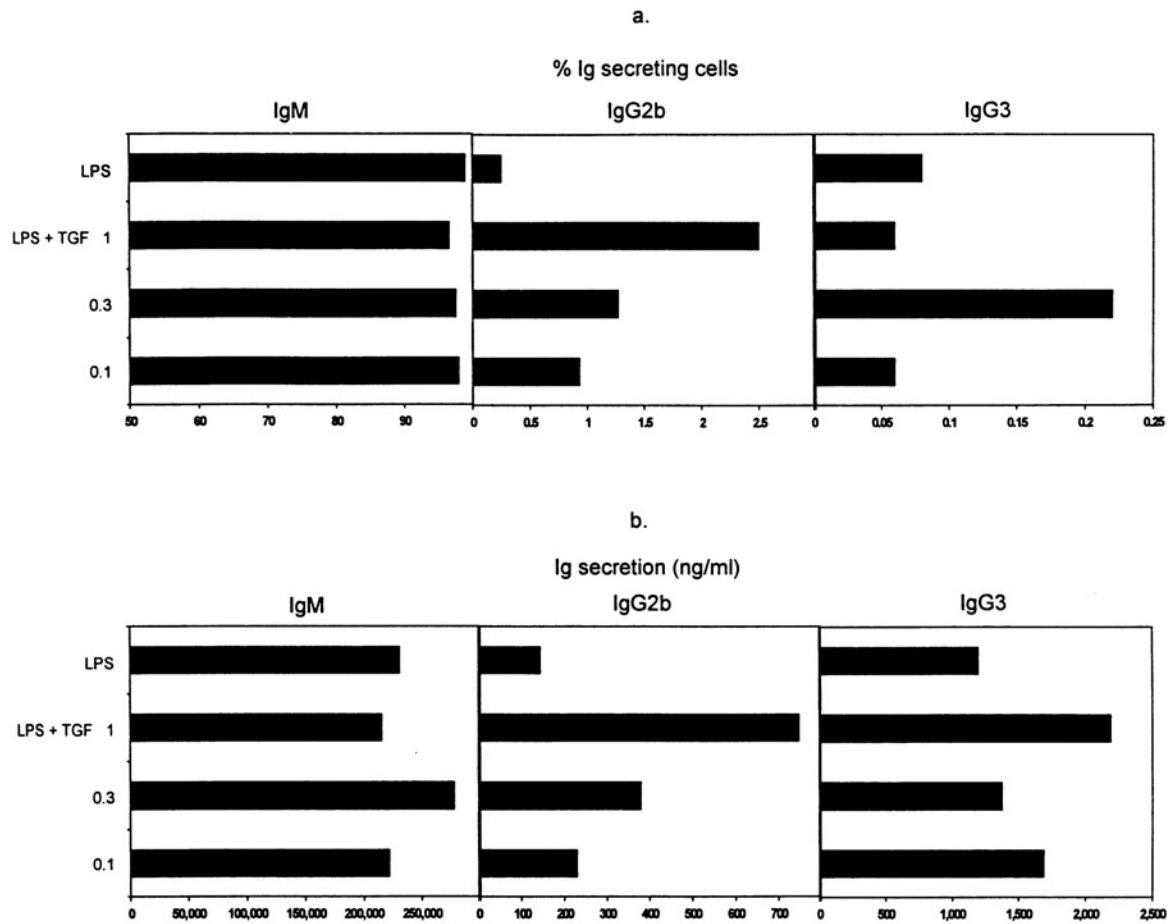 a.
% Ig secreting cells
IgM IgG2b IgG3
LPS
LPS + TGF 1
0.3
0.1
50 60 70 80 90 0 0.5 1 1.5 2 2.5 0 0.05 0.1 0.15 0.2 0.25
b.
Ig secretion (ng/ml)
IgM IgG2b IgG3
LPS
LPS + TGF 1
0.3
0.1
0 50,000 100,000 150,000 200,000 250,000 0 100 200 300 400 500 600 700 0 500 1,000 1,500 2,000